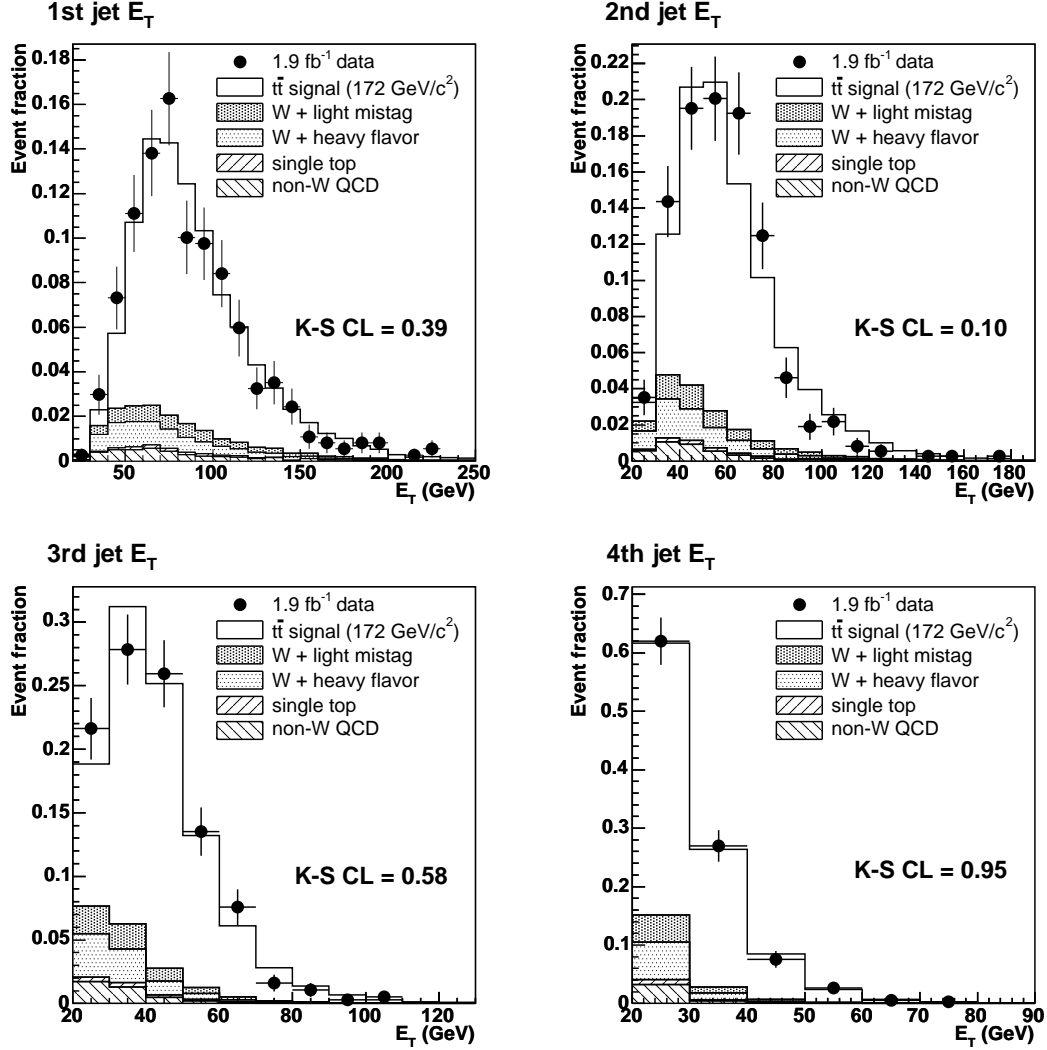 1st jet E_T
Event fraction
0.18
0.16
0.14
0.12
0.1
0.08
0.06
0.04
0.02
0
1.9 fb⁻¹ data
tt̄ signal (172 GeV/c²)
W + light mistag
W + heavy flavor
single top
non-W QCD
K-S CL = 0.39
50 100 150 200 250
E_T (GeV)
2nd jet E_T
Event fraction
0.22
0.2
0.18
0.16
0.14
0.12
0.1
0.08
0.06
0.04
0.02
0
1.9 fb⁻¹ data
tt̄ signal (172 GeV/c²)
W + light mistag
W + heavy flavor
single top
non-W QCD
K-S CL = 0.10
20 40 60 80 100 120 140 160 180
E_T (GeV)
3rd jet E_T
Event fraction
0.3
0.25
0.2
0.15
0.1
0.05
0
1.9 fb⁻¹ data
tt̄ signal (172 GeV/c²)
W + light mistag
W + heavy flavor
single top
non-W QCD
K-S CL = 0.58
20 40 60 80 100 120
E_T (GeV)
4th jet E_T
Event fraction
0.7
0.6
0.5
0.4
0.3
0.2
0.1
0
1.9 fb⁻¹ data
tt̄ signal (172 GeV/c²)
W + light mistag
W + heavy flavor
single top
non-W QCD
K-S CL = 0.95
20 30 40 50 60 70 80 90
E_T (GeV)